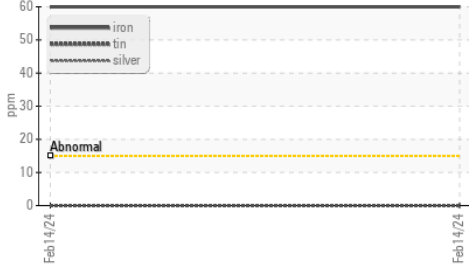 60
iron
50
tin
silver
40
ppm
30
20
Abnormal
10
0
Feb14/24
Feb14/24